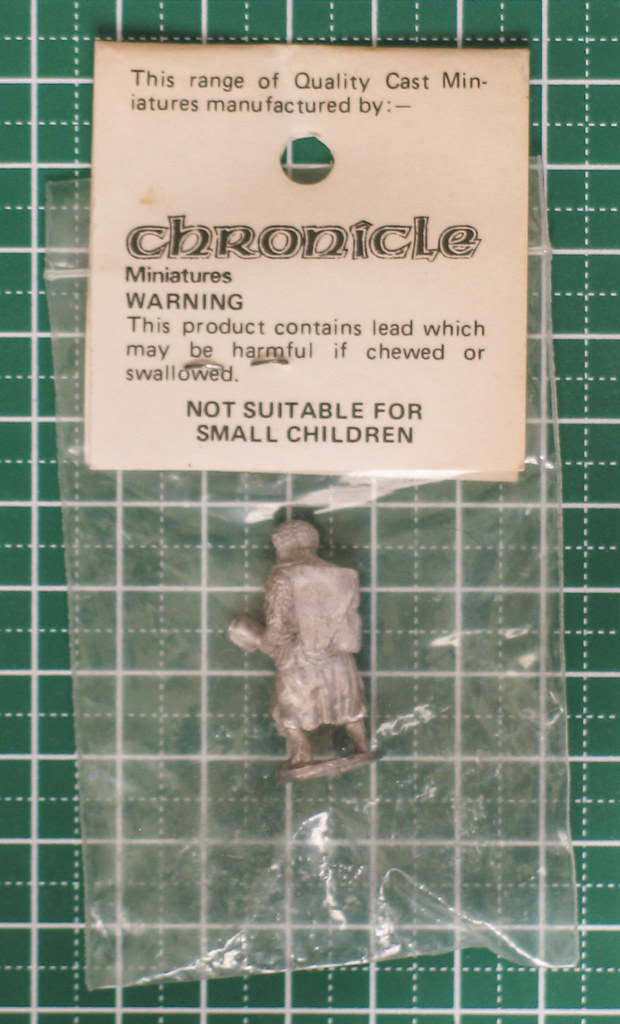 This range of Quality Cast Min-
iatures manufactured by:—
chronicle
Miniatures
WARNING
This product contains lead which
may be harmful if chewed or
swallowed.
NOT SUITABLE FOR
SMALL CHILDREN